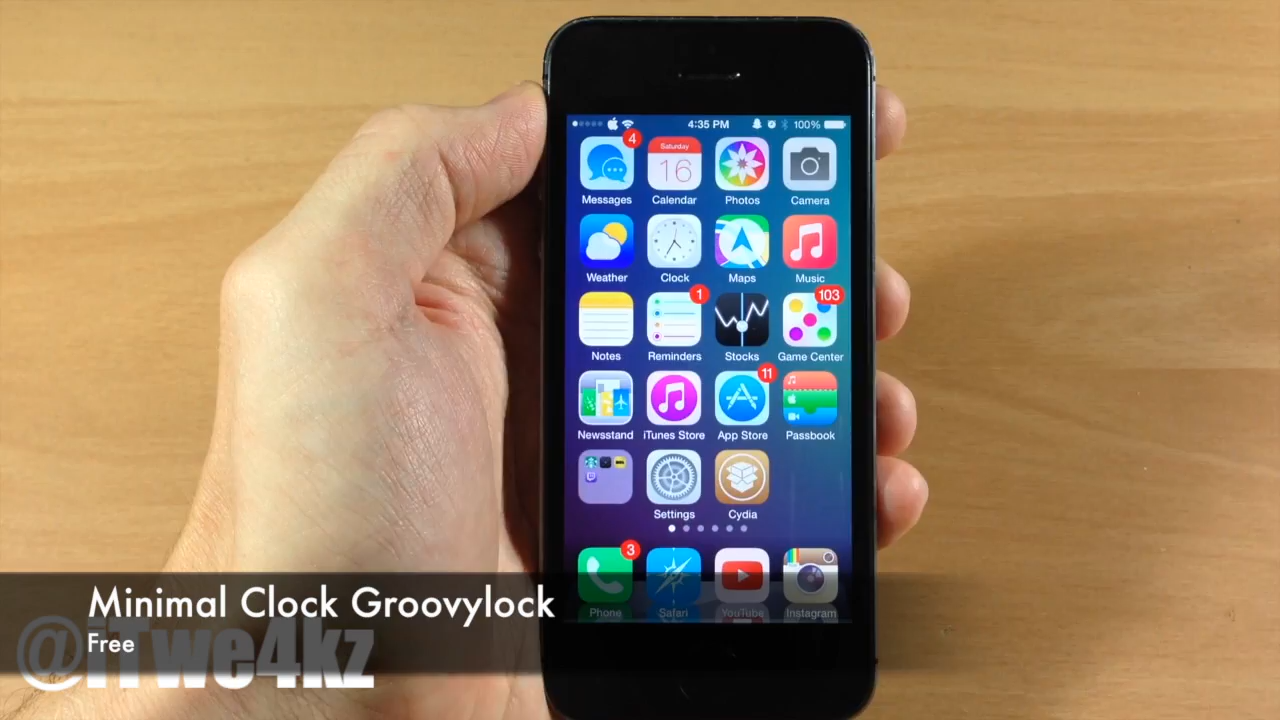 4:35 PM 100%
4
Saturday
16
Messages Calendar Photos Camera
Weather Clock Maps Music
1 103
Notes Reminders Stocks Game Center
11
Newsstand iTunes Store App Store Passbook
Settings Cydia
3
Phone Safari YouTube Instagram
Minimal Clock Groovylock
Free
@iTwe4kz